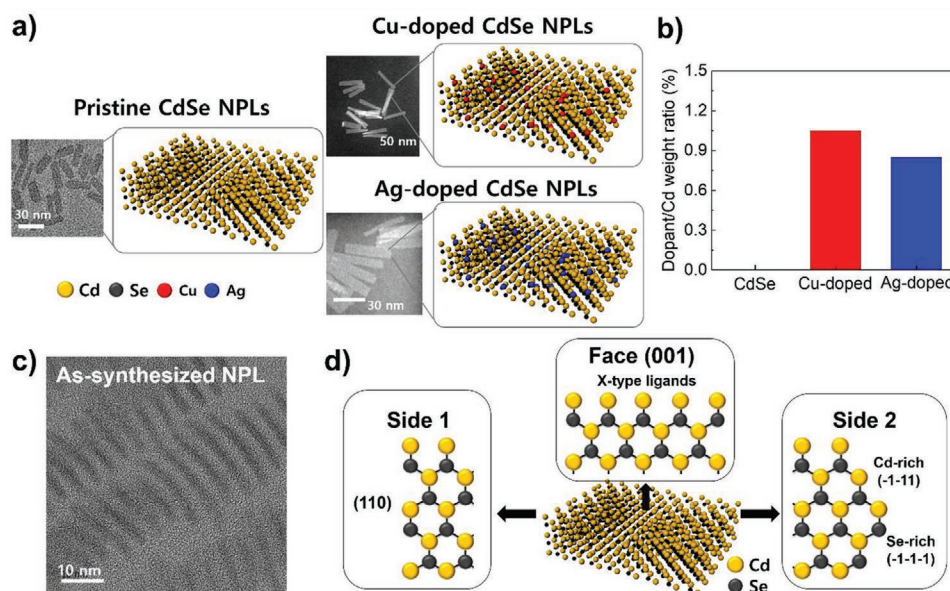 a)
Pristine CdSe NPLs
30 nm
Cd Se Cu Ag
Cu-doped CdSe NPLs
50 nm
Ag-doped CdSe NPLs
30 nm
b)
Dopant/Cd weight ratio (%)
1.5
1.2
0.9
0.6
0.3
0.0
CdSe Cu-doped Ag-doped
c)
As-synthesized NPL
10 nm
d)
Side 1
(110)
Face (001)
X-type ligands
Cd
Se
Side 2
Cd-rich
(-1-11)
Se-rich
(-1-1-1)